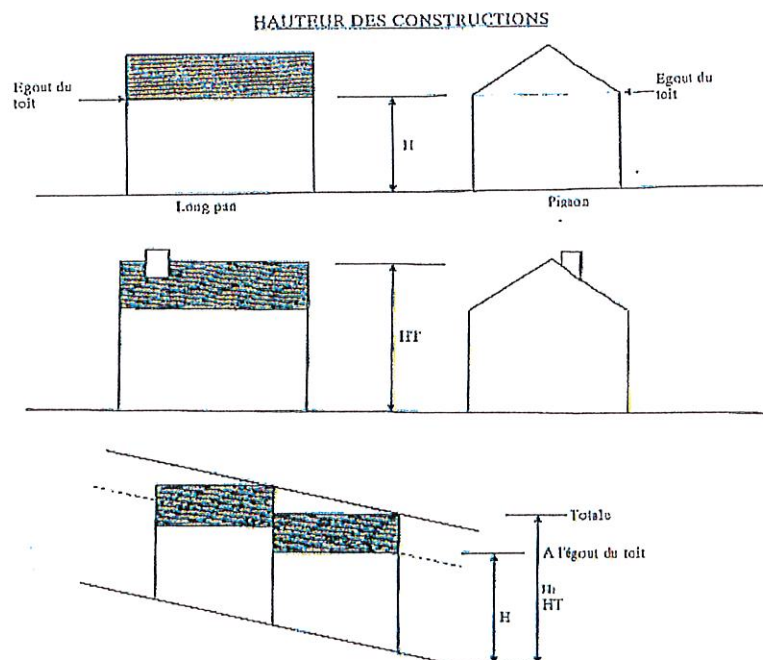 HAUTEUR DES CONSTRUCTIONS
Egout du
toit
H
Egout du
toit
Long pan
Pignon
HT
Totale
A l'égout du toit
H
HT